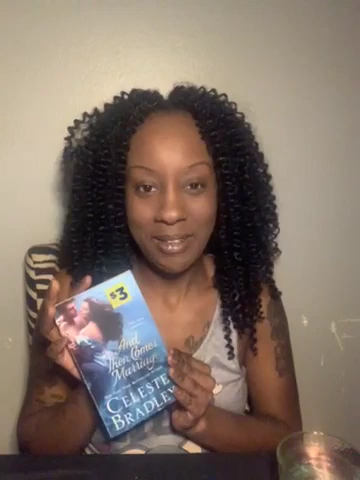 $3
And
Then Comes
Marriage
CELESTE
BRADLEY